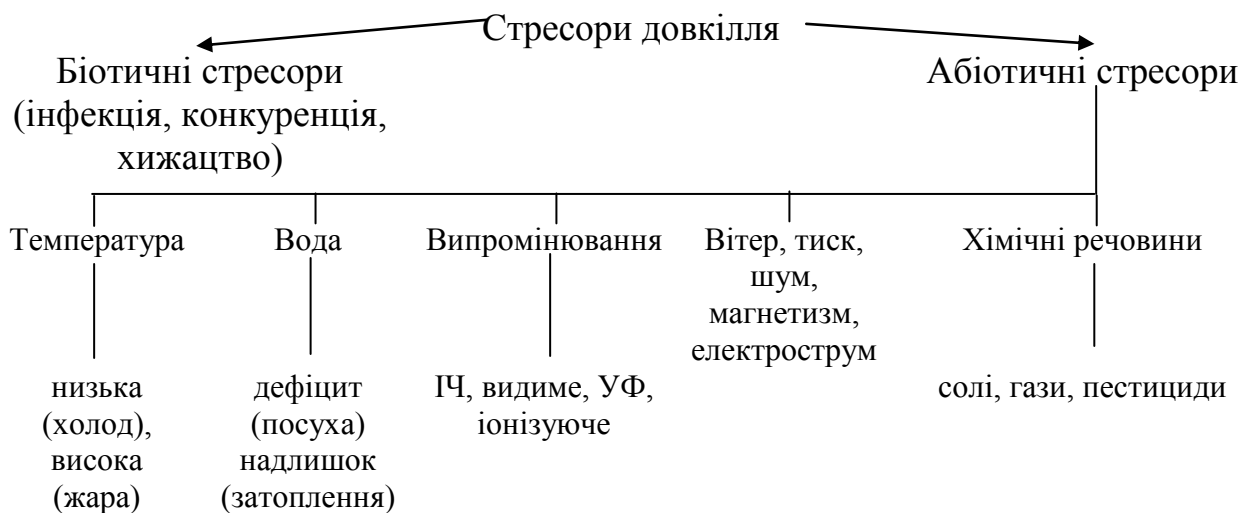 Стресори довкілля
Біотичні стресори
(інфекція, конкуренція,
хижацтво)
Абіотичні стресори
Температура
Вода
Випромінювання
Вітер, тиск,
шум,
магнетизм,
електрострум
Хімічні речовини
низька
(холод),
висока
(жара)
дефіцит
(посуха)
надлишок
(затоплення)
ІЧ, видиме, УФ,
іонізуюче
солі, гази, пестициди